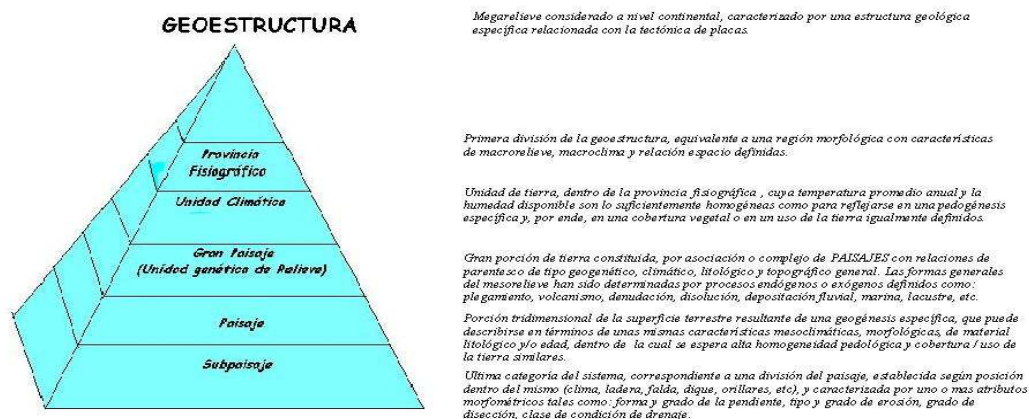 GEOESTRUCTURA
Megarelieve considerado a nivel continental, caracterizado por una estructura geológica
específica relacionada con la tectónica de placas.
Provincia
Fisiográfica
Primera división de la geoestructura, equivalente a una región morfológica con características
de macrorelieve, macroclima y relación espacio definidas.
Unidad Climática
Unidad de tierra, dentro de la provincia fisiográfica , cuya temperatura promedio anual y la
humedad disponible son lo suficientemente homogéneas como para reflejarse en una pedogénesis
específica y, por ende, en una cobertura vegetal o en un uso de la tierra igualmente definidos.
Gran Paisaje
(Unidad genética de Relieve)
Gran porción de tierra constituida, por asociación o complejo de PAISAJES con relaciones de
parentesco de tipo geogenético, climático, litológico y topográfico general. Las formas generales
del mesorelieve han sido determinadas por procesos endógenos o exógenos definidos como:
plegamiento, volcanismo, denudación, disolución, depositación fluvial, marina, lacustre, etc.
Paisaje
Porción tridimensional de la superficie terrestre resultante de una geogénesis específica, que puede
describirse en términos de unas mismas características mesoclimáticas, morfológicas, de material
litológico y/o edad, dentro de la cual se espera alta homogeneidad pedológica y cobertura / uso de
la tierra similares.
Subpaisaje
Ultima categoría del sistema, correspondiente a una división del paisaje, establecida según posición
dentro del mismo (clima, ladera, falda, dique, orillares, etc), y caracterizada por uno o mas atributos
morfométricos tales como: forma y grado de la pendiente, tipo y grado de erosión, grado de
disección, clase de condición de drenaje.